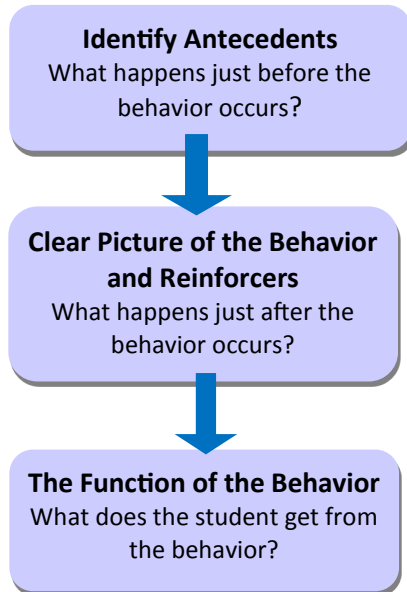 Identify Antecedents
What happens just before the
behavior occurs?
Clear Picture of the Behavior
and Reinforcers
What happens just after the
behavior occurs?
The Function of the Behavior
What does the student get from
the behavior?